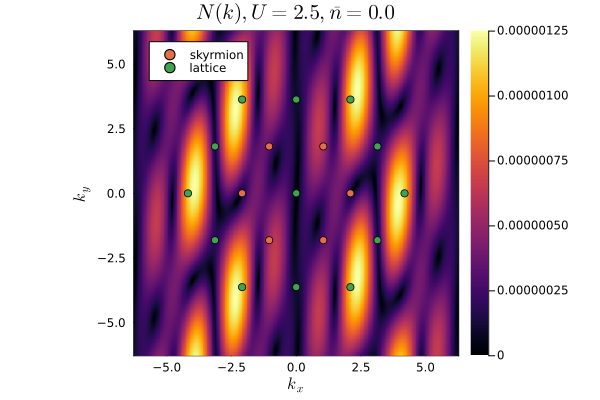 N(k), U = 2.5, n̄ = 0.0
skyrmion
lattice
5.0
2.5
0.0
−2.5
−5.0
k_y
−5.0 −2.5 0.0 2.5 5.0
k_x
0.00000125
0.00000100
0.00000075
0.00000050
0.00000025
0